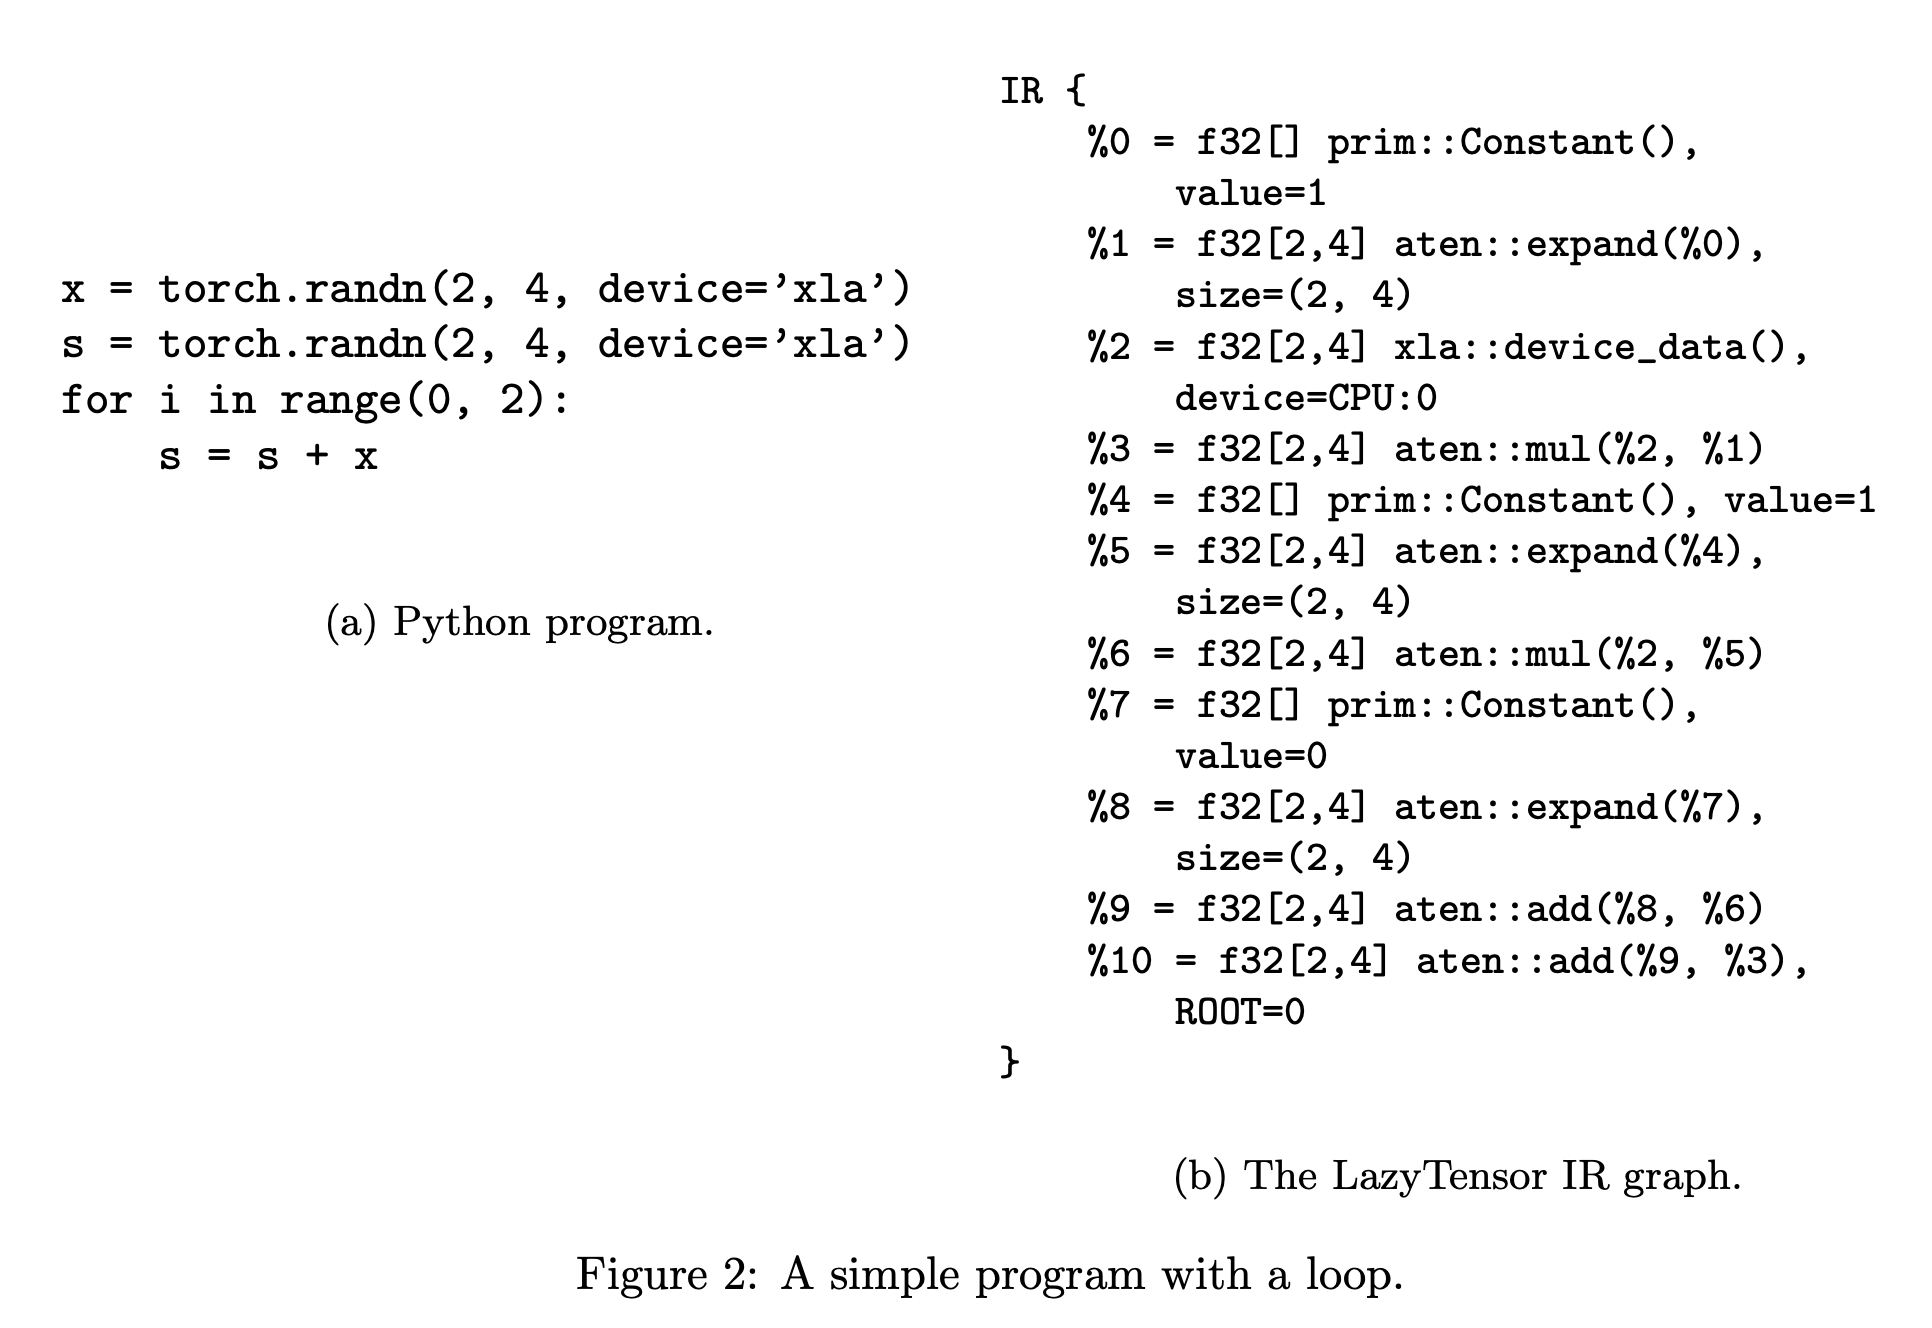 x = torch.randn(2, 4, device=’xla’)
s = torch.randn(2, 4, device=’xla’)
for i in range(0, 2):
    s = s + x
(a) Python program.
IR {
    %0 = f32[] prim::Constant(),
        value=1
    %1 = f32[2,4] aten::expand(%0),
        size=(2, 4)
    %2 = f32[2,4] xla::device_data(),
        device=CPU:0
    %3 = f32[2,4] aten::mul(%2, %1)
    %4 = f32[] prim::Constant(), value=1
    %5 = f32[2,4] aten::expand(%4),
        size=(2, 4)
    %6 = f32[2,4] aten::mul(%2, %5)
    %7 = f32[] prim::Constant(),
        value=0
    %8 = f32[2,4] aten::expand(%7),
        size=(2, 4)
    %9 = f32[2,4] aten::add(%8, %6)
    %10 = f32[2,4] aten::add(%9, %3),
        ROOT=0
}
(b) The LazyTensor IR graph.
Figure 2: A simple program with a loop.